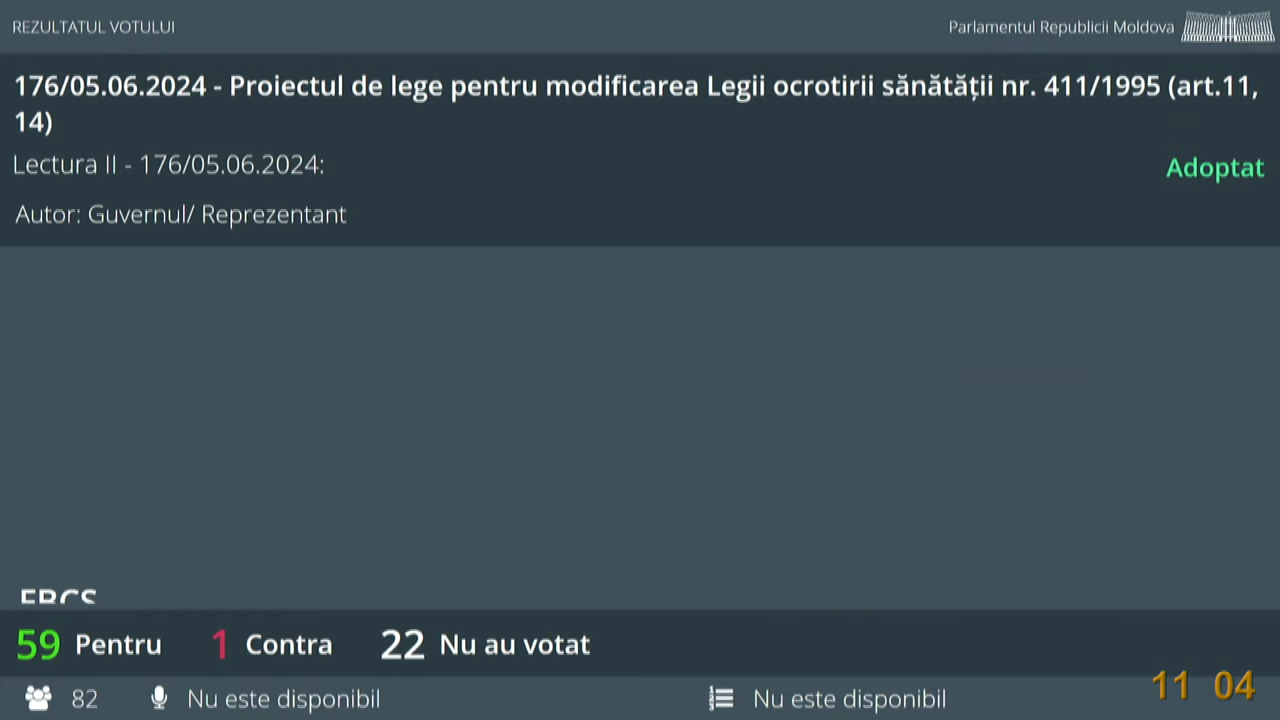 REZULTATUL VOTULUI
Parlamentul Republicii Moldova
176/05.06.2024 - Proiectul de lege pentru modificarea Legii ocrotirii sănătății nr. 411/1995 (art.11,
14)
Lectura II - 176/05.06.2024:
Adoptat
Autor: Guvernul/ Reprezentant
59 Pentru 1 Contra 22 Nu au votat
82 Nu este disponibil Nu este disponibil
11 04